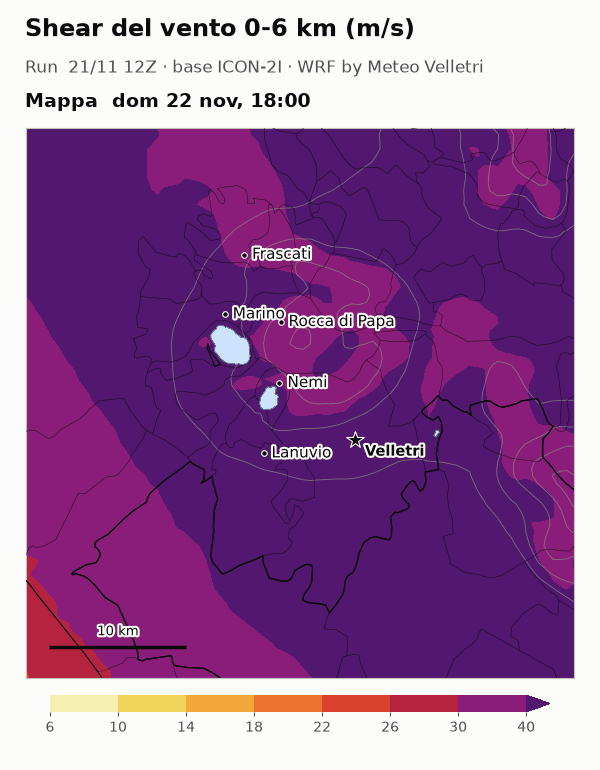 Shear del vento 0-6 km (m/s)
Run  21/11 12Z · base ICON-2I · WRF by Meteo Velletri
Mappa  dom 22 nov, 18:00
Frascati
Marino
Rocca di Papa
Nemi
Velletri
Lanuvio
10 km
6 10 14 18 22 26 30 40